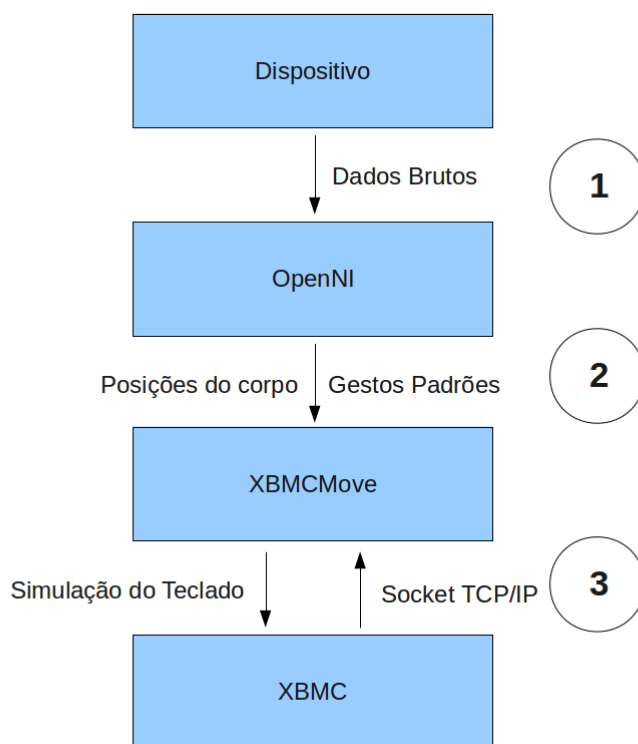 Dispositivo
Dados Brutos
1
OpenNI
Posições do corpo
Gestos Padrões
2
XBMCMove
Simulação do Teclado
Socket TCP/IP
3
XBMC